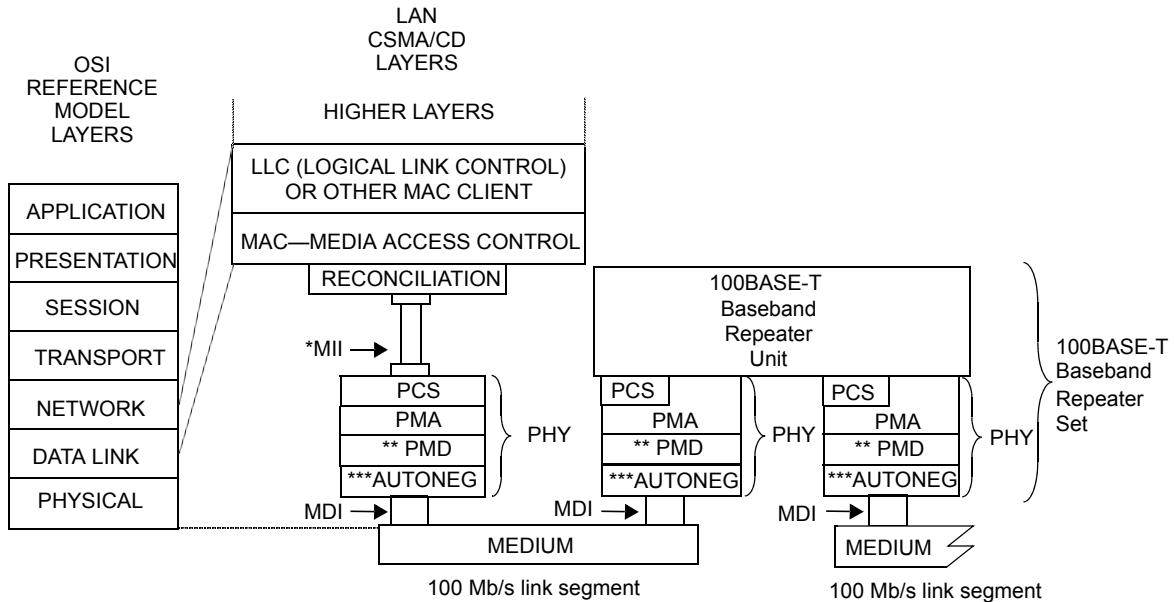 LAN
CSMA/CD
LAYERS
OSI
REFERENCE
MODEL
LAYERS
HIGHER LAYERS
LLC (LOGICAL LINK CONTROL)
OR OTHER MAC CLIENT
MAC—MEDIA ACCESS CONTROL
RECONCILIATION
APPLICATION
PRESENTATION
SESSION
TRANSPORT
NETWORK
DATA LINK
PHYSICAL
*MII
PCS
PMA
** PMD
***AUTONEG
PHY
MDI
100BASE-T
Baseband
Repeater
Unit
PCS
PMA
** PMD
***AUTONEG
PHY
MDI
PCS
PMA
** PMD
***AUTONEG
PHY
MDI
100BASE-T
Baseband
Repeater
Set
MEDIUM
MEDIUM
100 Mb/s link segment
100 Mb/s link segment